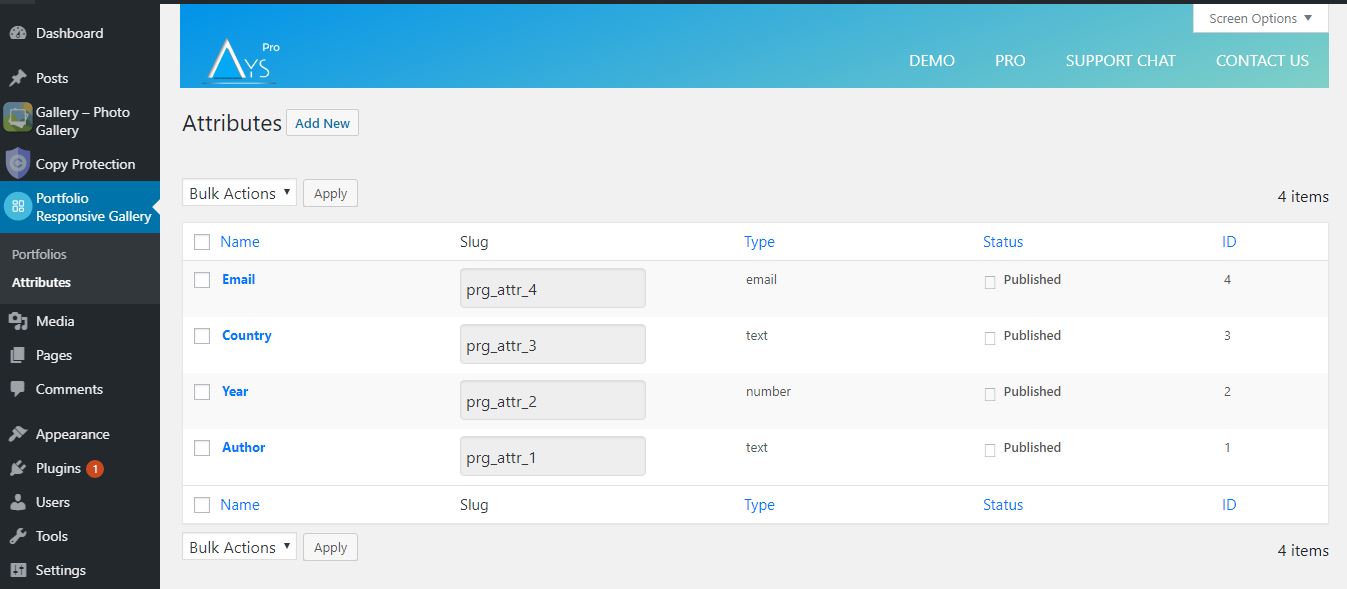 Dashboard
Posts
Gallery – Photo
Gallery
Copy Protection
Portfolio
Responsive Gallery
Portfolios
Attributes
Media
Pages
Comments
Appearance
Plugins 1
Users
Tools
Settings
Screen Options
AYS Pro
DEMO PRO SUPPORT CHAT CONTACT US
Attributes Add New
Bulk Actions Apply 4 items
Name Slug Type Status ID
Email prg_attr_4 email Published 4
Country prg_attr_3 text Published 3
Year prg_attr_2 number Published 2
Author prg_attr_1 text Published 1
Name Slug Type Status ID
Bulk Actions Apply 4 items